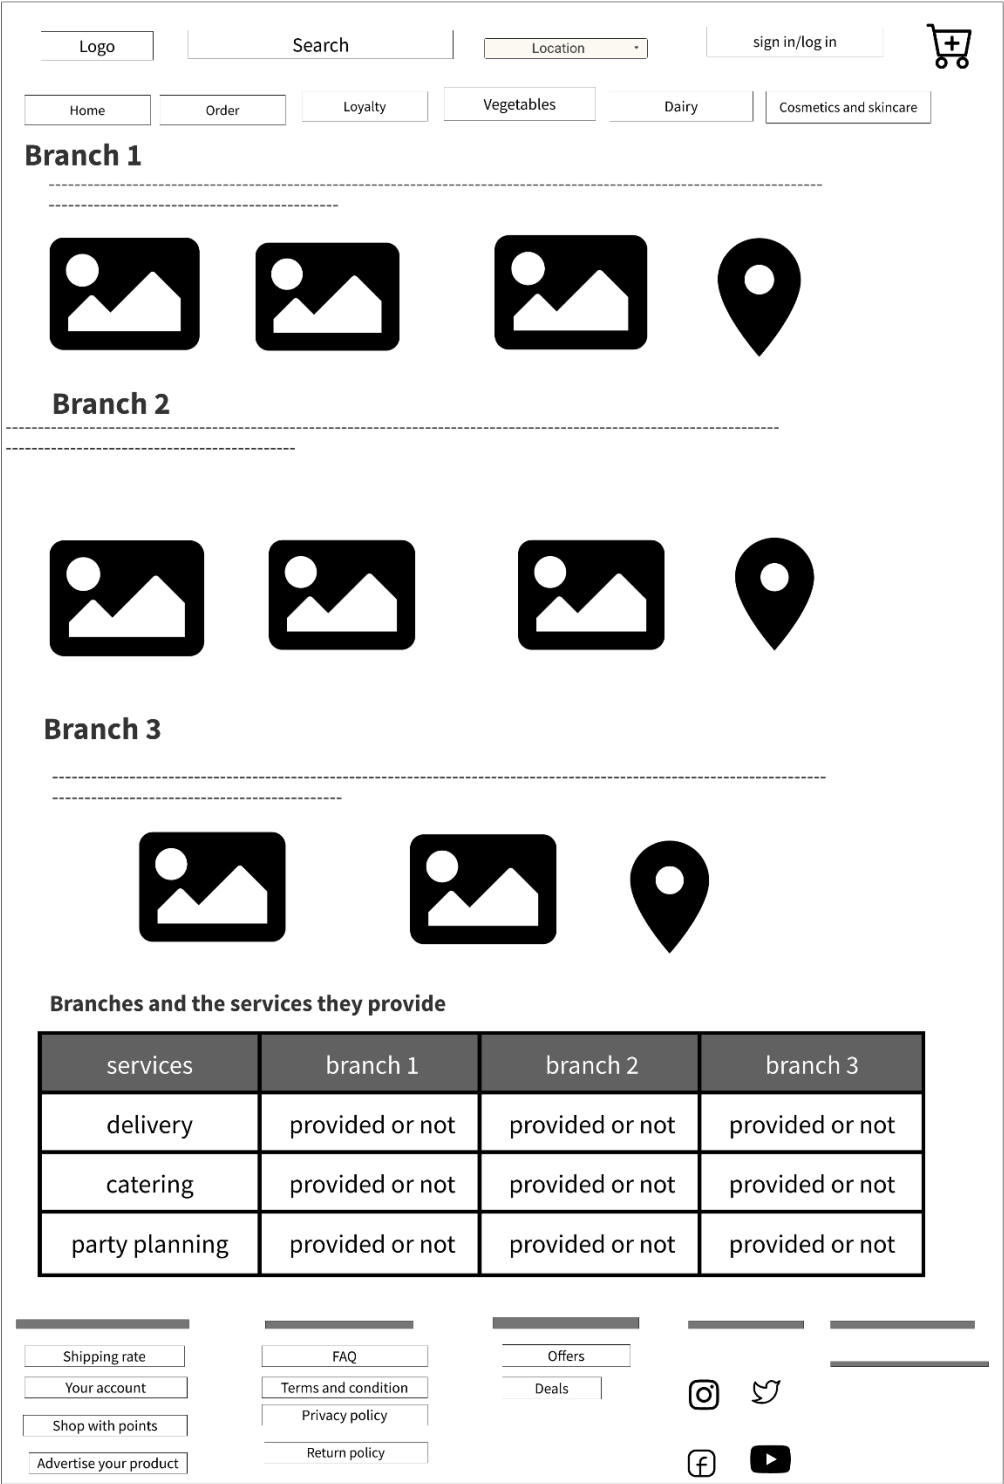 Logo
Search
Location
sign in/log in
Home
Order
Loyalty
Vegetables
Dairy
Cosmetics and skincare
Branch 1
Branch 2
Branch 3
Branches and the services they provide
services branch 1 branch 2 branch 3
delivery provided or not provided or not provided or not
catering provided or not provided or not provided or not
party planning provided or not provided or not provided or not
Shipping rate
Your account
Shop with points
Advertise your product
FAQ
Terms and condition
Privacy policy
Return policy
Offers
Deals